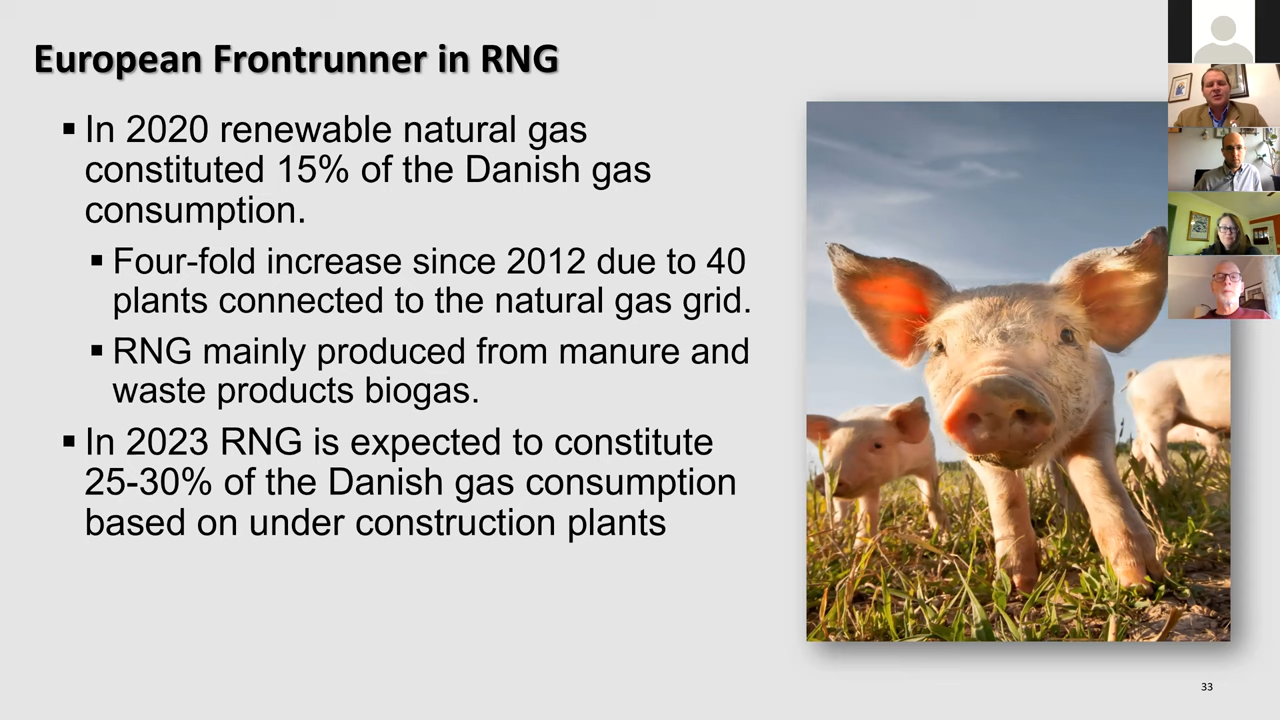 European Frontrunner in RNG
▪ In 2020 renewable natural gas
constituted 15% of the Danish gas
consumption.
▪ Four-fold increase since 2012 due to 40
plants connected to the natural gas grid.
▪ RNG mainly produced from manure and
waste products biogas.
▪ In 2023 RNG is expected to constitute
25-30% of the Danish gas consumption
based on under construction plants
33